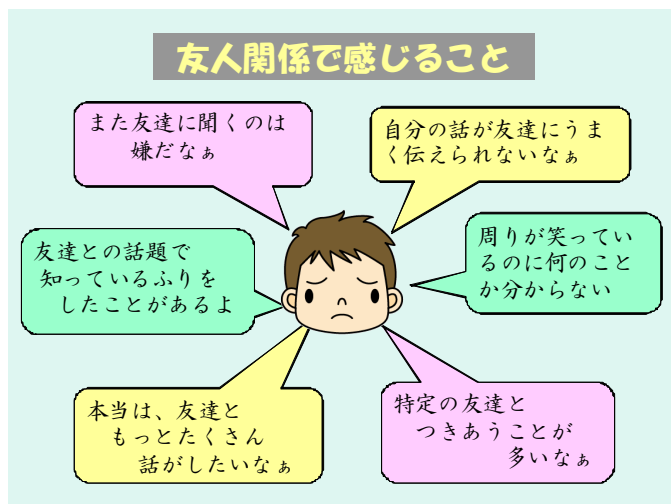 友人関係で感じること
また友達に聞くのは
嫌だなぁ
自分の話が友達にうま
く伝えられないなぁ
友達との話題で
知っているふりを
したことがあるよ
周りが笑ってい
るのに何のこと
か分からない
本当は、友達と
もっとたくさん
話がしたいなぁ
特定の友達と
つきあうことが
多いなぁ